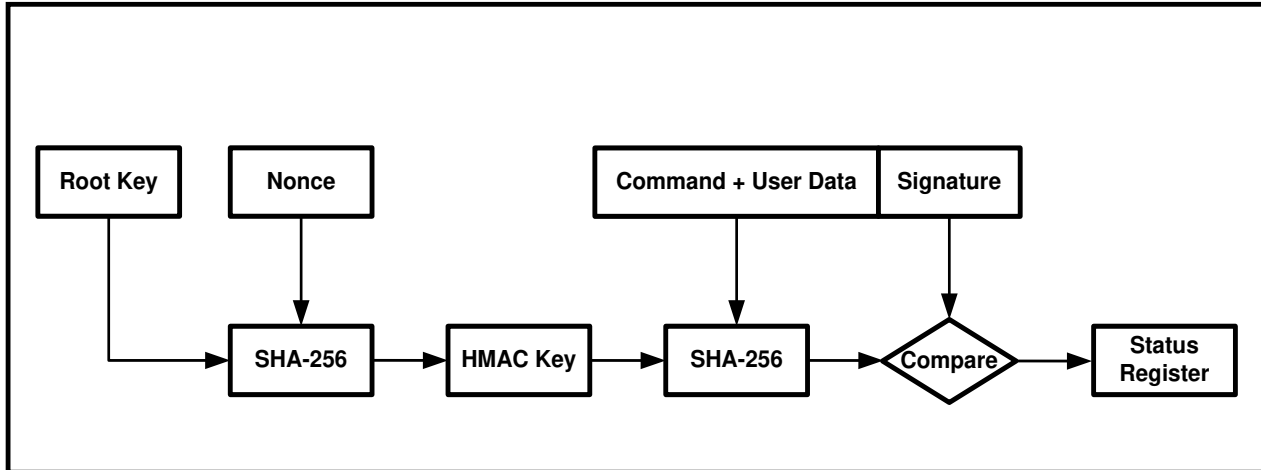 Root Key
Nonce
Command + User Data
Signature
SHA-256
HMAC Key
SHA-256
Compare
Status
Register